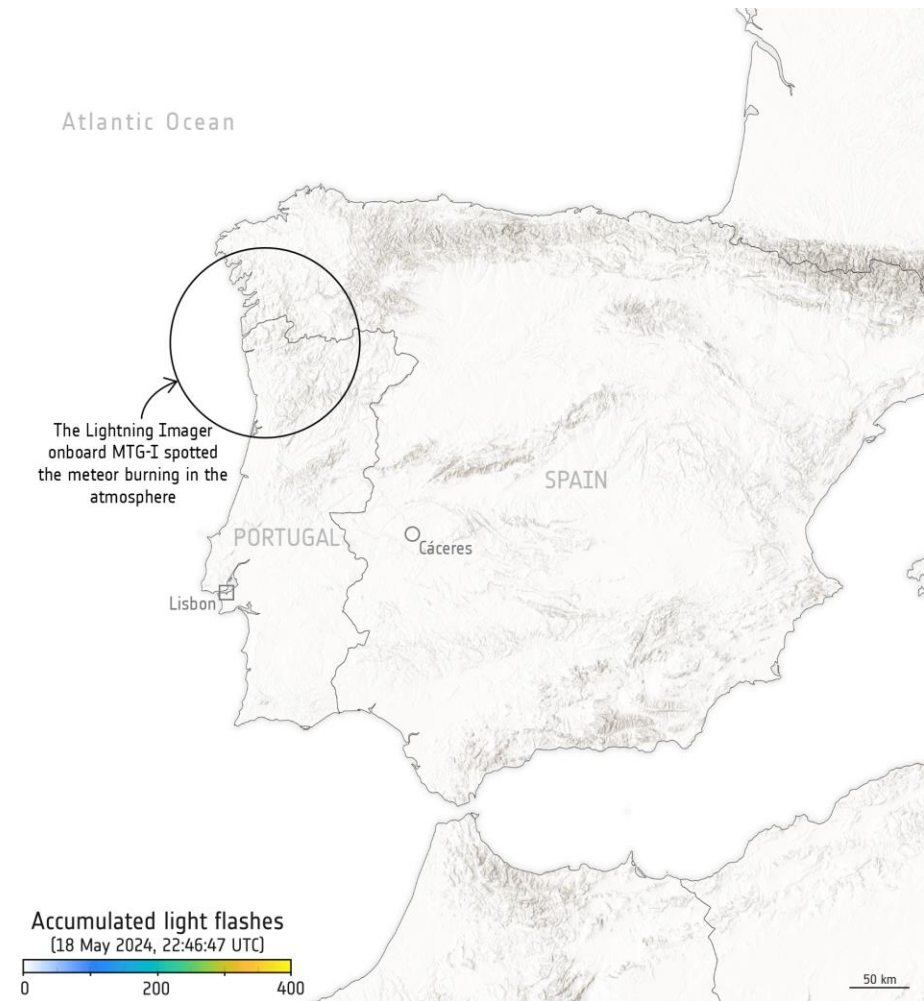 Atlantic Ocean
The Lightning Imager
onboard MTG-I spotted
the meteor burning in the
atmosphere
SPAIN
PORTUGAL
Cáceres
Lisbon
Accumulated light flashes
(18 May 2024, 22:46:47 UTC)
0 200 400
50 km